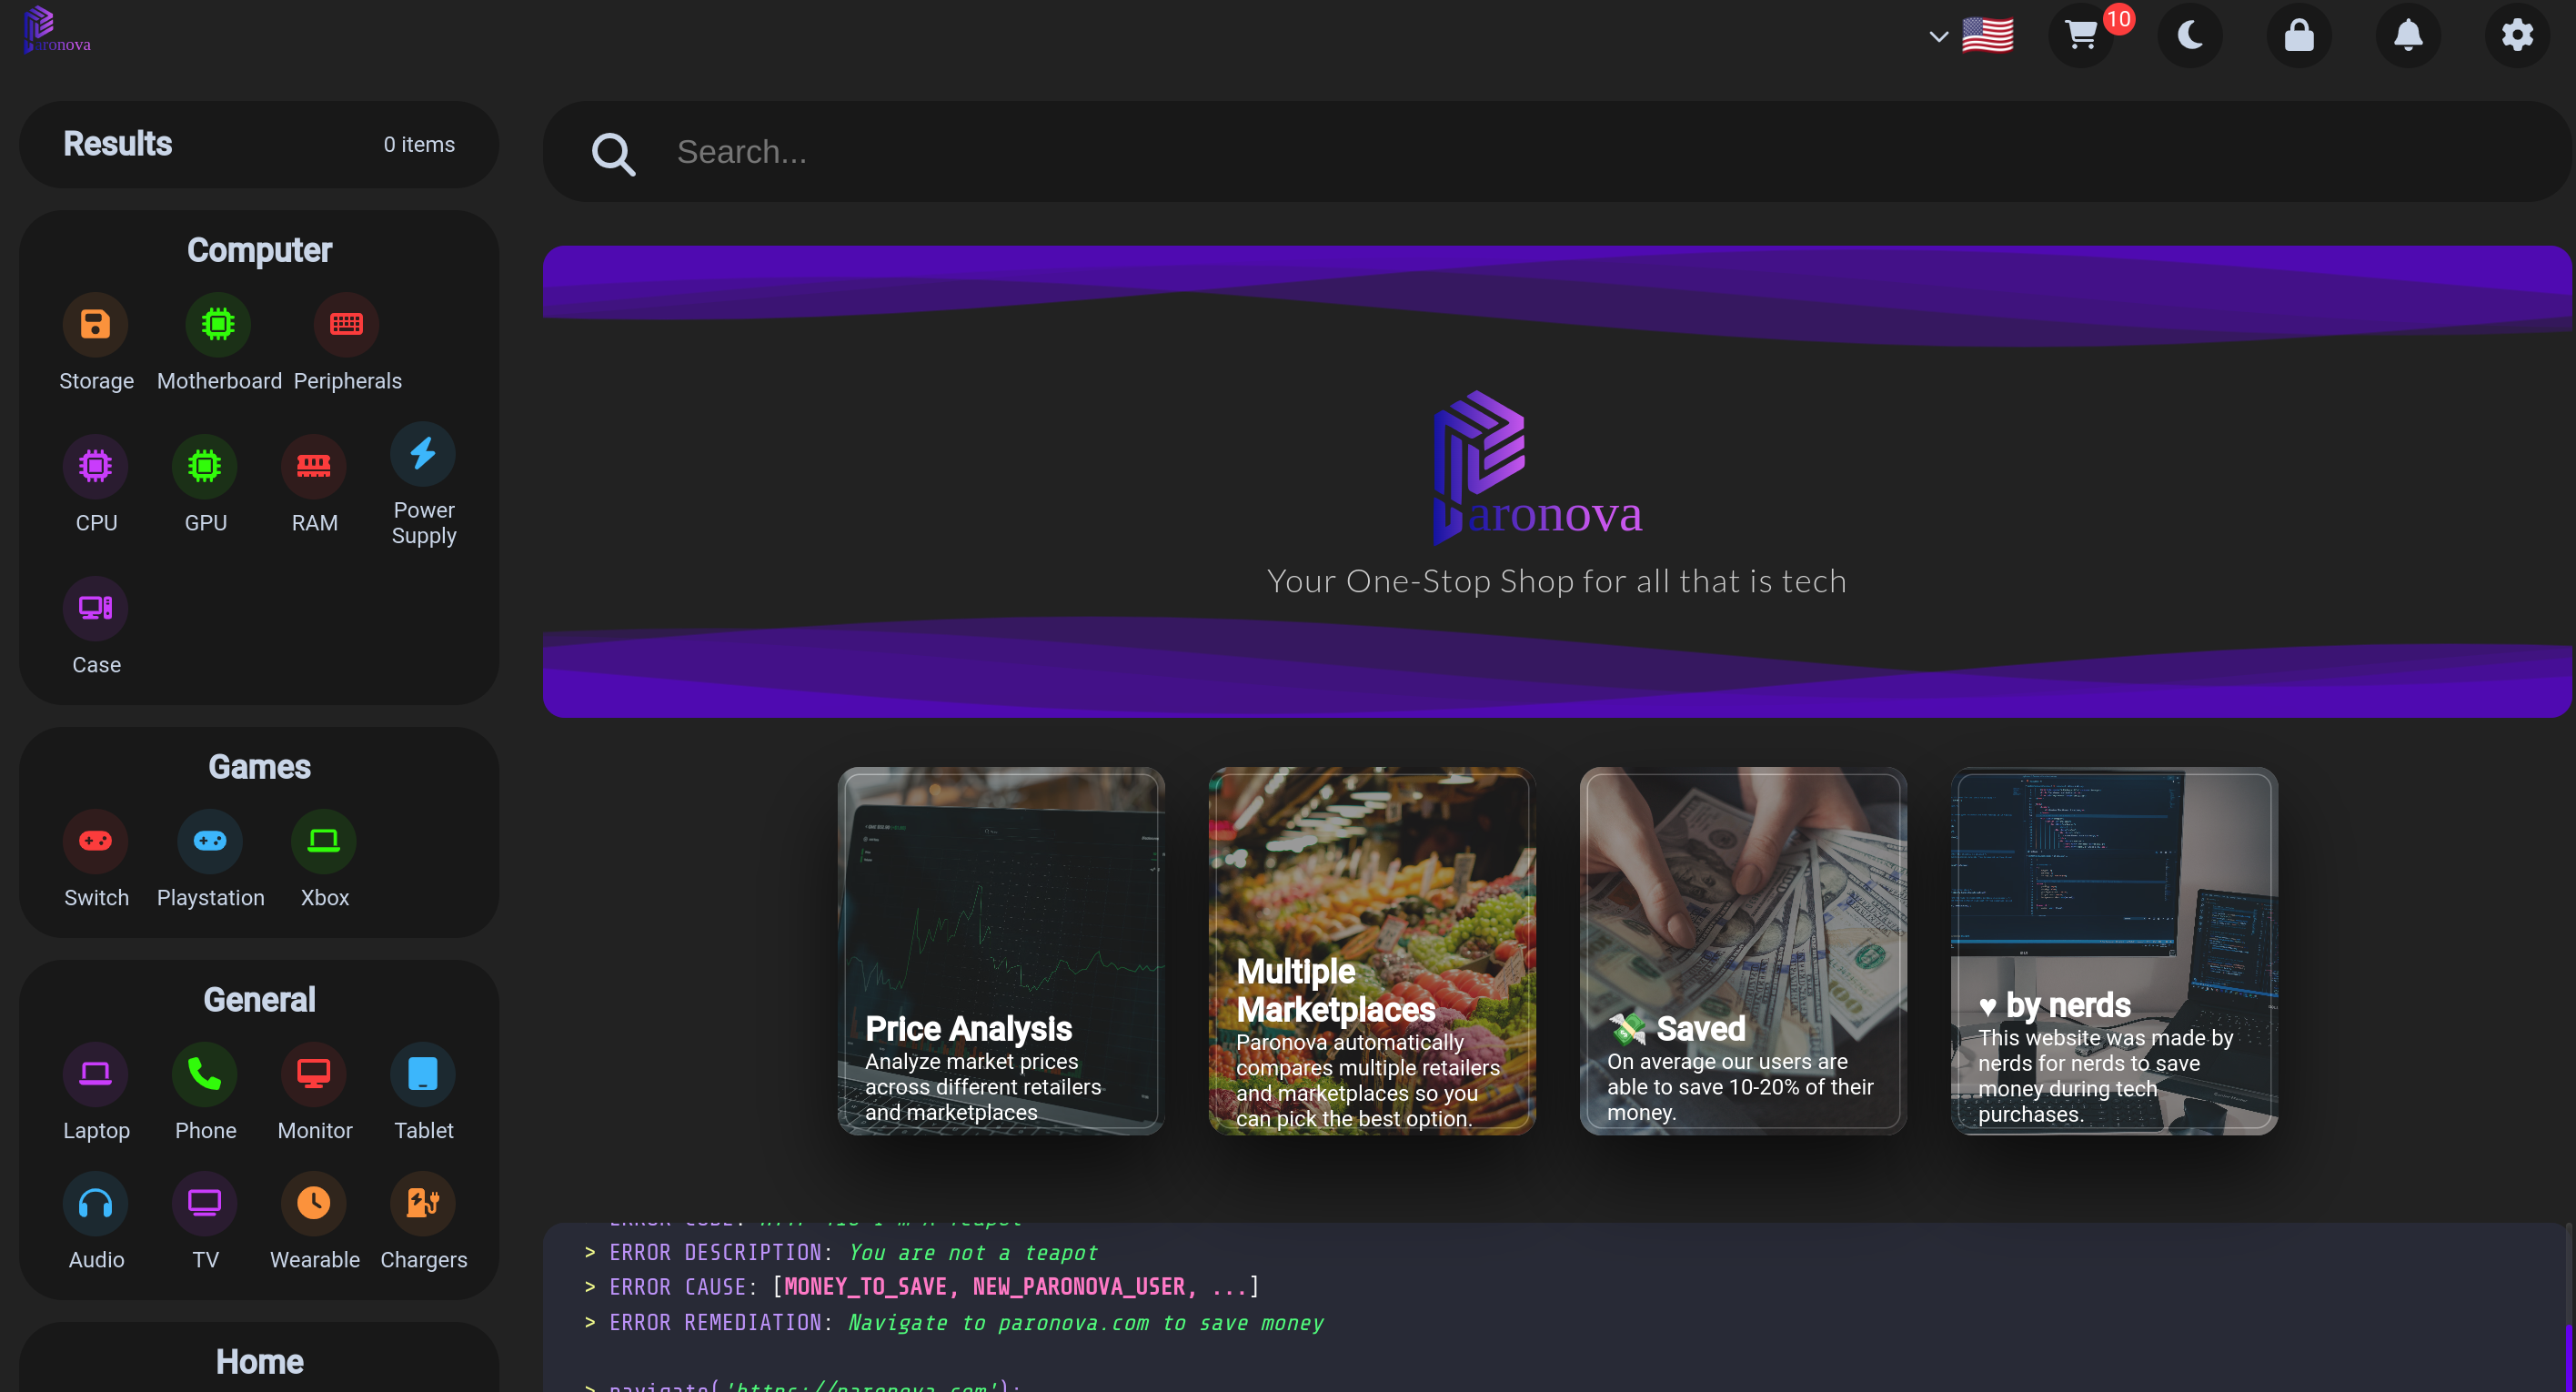 aronova
10
Results
0 items
Search...
Computer
Storage
Motherboard
Peripherals
CPU
GPU
RAM
Power
Supply
Case
Games
Switch
Playstation
Xbox
General
Laptop
Phone
Monitor
Tablet
Audio
TV
Wearable
Chargers
Home
aronova
Your One-Stop Shop for all that is tech
Price Analysis
Analyze market prices
across different retailers
and marketplaces
Multiple
Marketplaces
Paronova automatically
compares multiple retailers
and marketplaces so you
can pick the best option.
💸 Saved
On average our users are
able to save 10-20% of their
money.
♥ by nerds
This website was made by
nerds for nerds to save
money during tech
purchases.
> ERROR DESCRIPTION: You are not a teapot
> ERROR CAUSE: [MONEY_TO_SAVE, NEW_PARONOVA_USER, ...]
> ERROR REMEDIATION: Navigate to paronova.com to save money
> navigate('https://paronova.com');